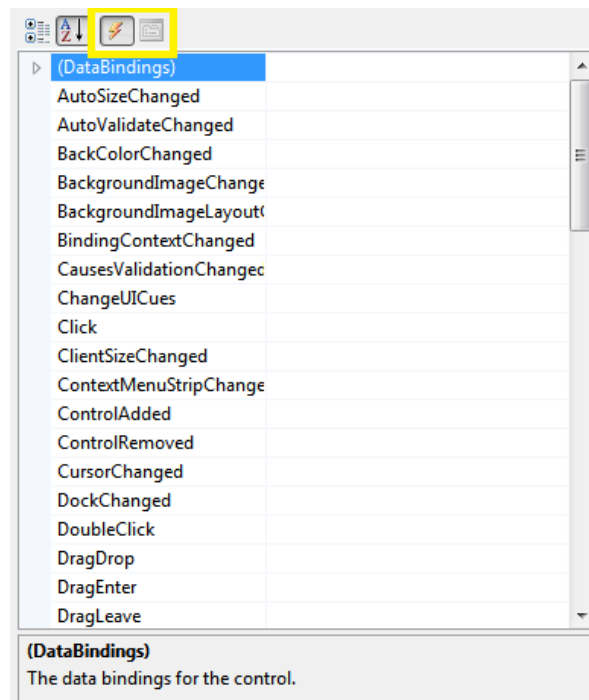 A
Z
(DataBindings)
AutoSizeChanged
AutoValidateChanged
BackColorChanged
BackgroundImageChange
BackgroundImageLayout
BindingContextChanged
CausesValidationChanged
ChangeUICues
Click
ClientSizeChanged
ContextMenuStripChange
ControlAdded
ControlRemoved
CursorChanged
DockChanged
DoubleClick
DragDrop
DragEnter
DragLeave
(DataBindings)
The data bindings for the control.